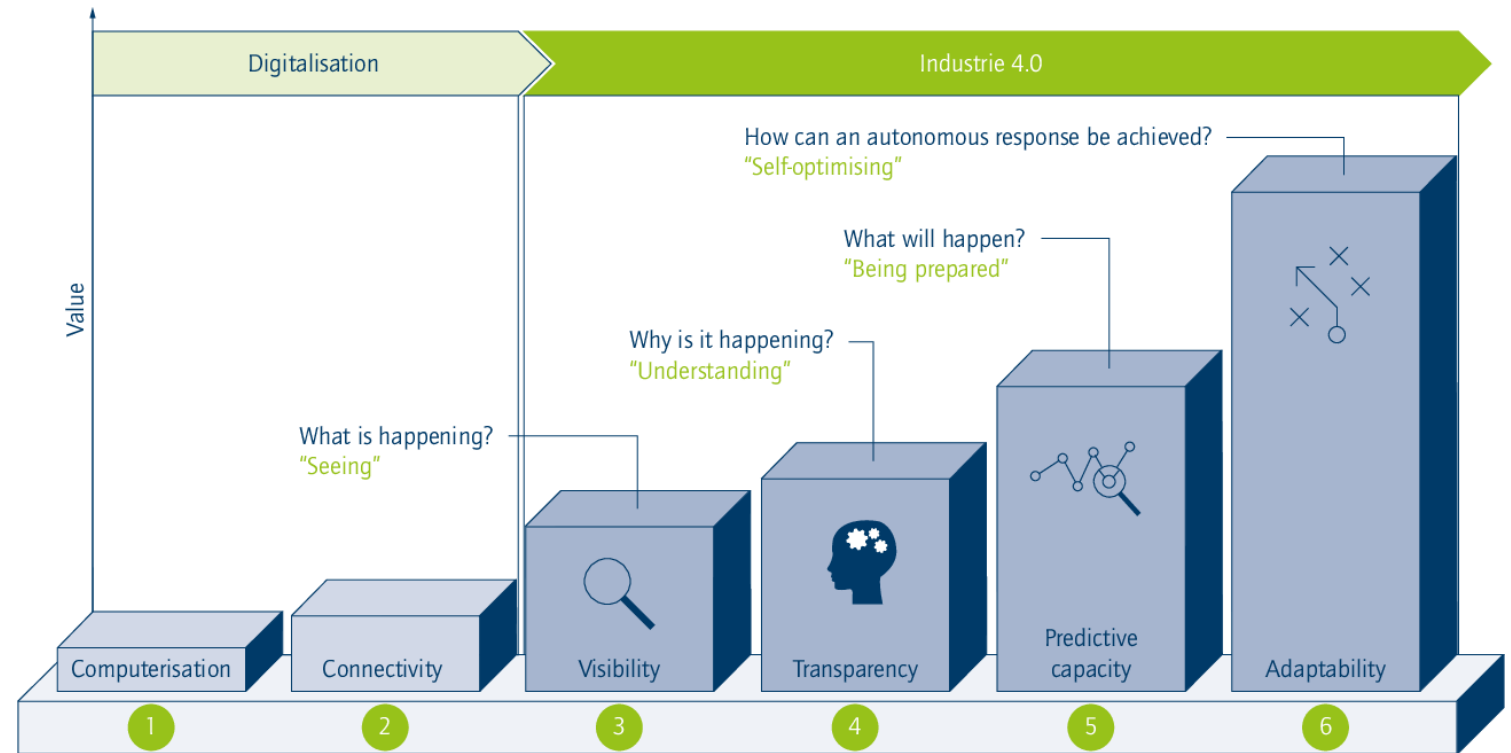 Digitalisation
Industrie 4.0
Value
How can an autonomous response be achieved?
“Self-optimising”
What will happen?
“Being prepared”
Why is it happening?
“Understanding”
What is happening?
“Seeing”
Computerisation
Connectivity
Visibility
Transparency
Predictive
capacity
Adaptability
1
2
3
4
5
6